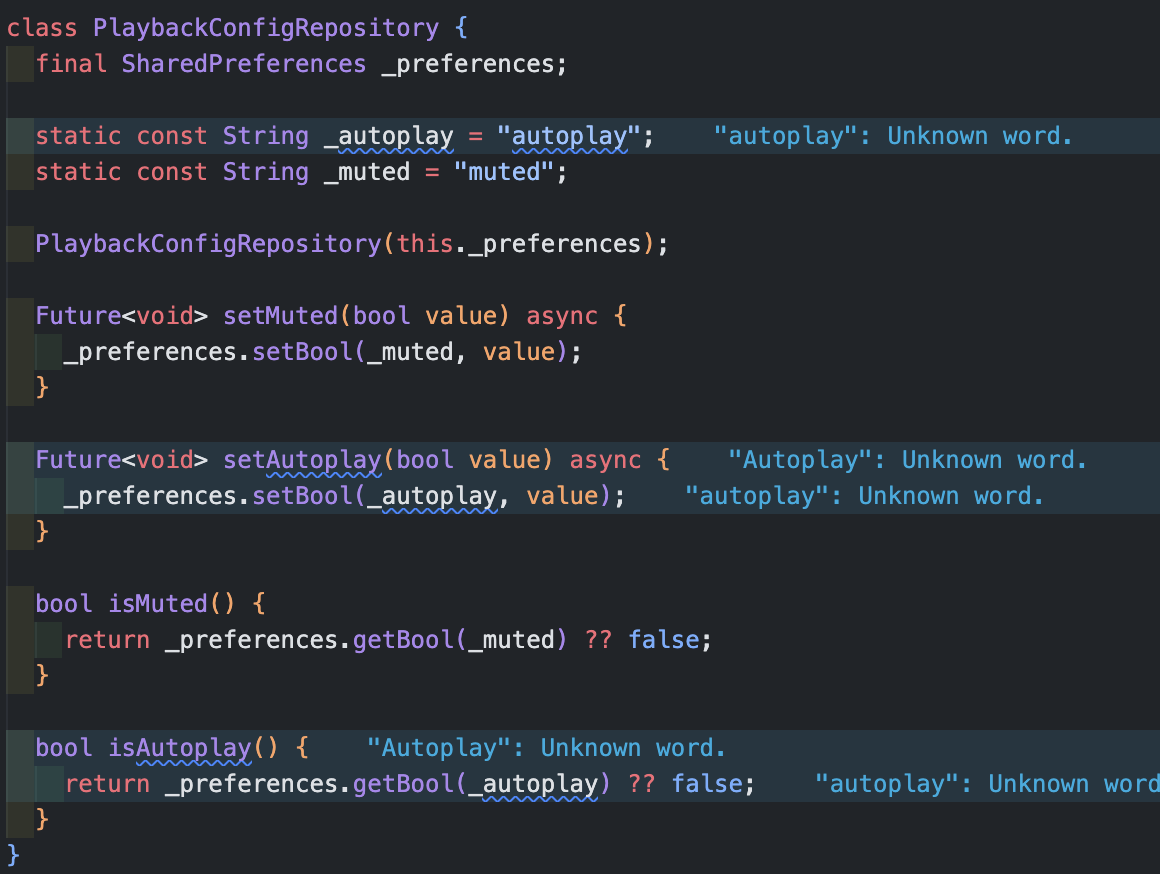 class PlaybackConfigRepository {
  final SharedPreferences _preferences;

  static const String _autoplay = "autoplay";    "autoplay": Unknown word.
  static const String _muted = "muted";

  PlaybackConfigRepository(this._preferences);

  Future<void> setMuted(bool value) async {
    _preferences.setBool(_muted, value);
  }

  Future<void> setAutoplay(bool value) async {    "Autoplay": Unknown word.
    _preferences.setBool(_autoplay, value);    "autoplay": Unknown word.
  }

  bool isMuted() {
    return _preferences.getBool(_muted) ?? false;
  }

  bool isAutoplay() {    "Autoplay": Unknown word.
    return _preferences.getBool(_autoplay) ?? false;    "autoplay": Unknown word
  }
}